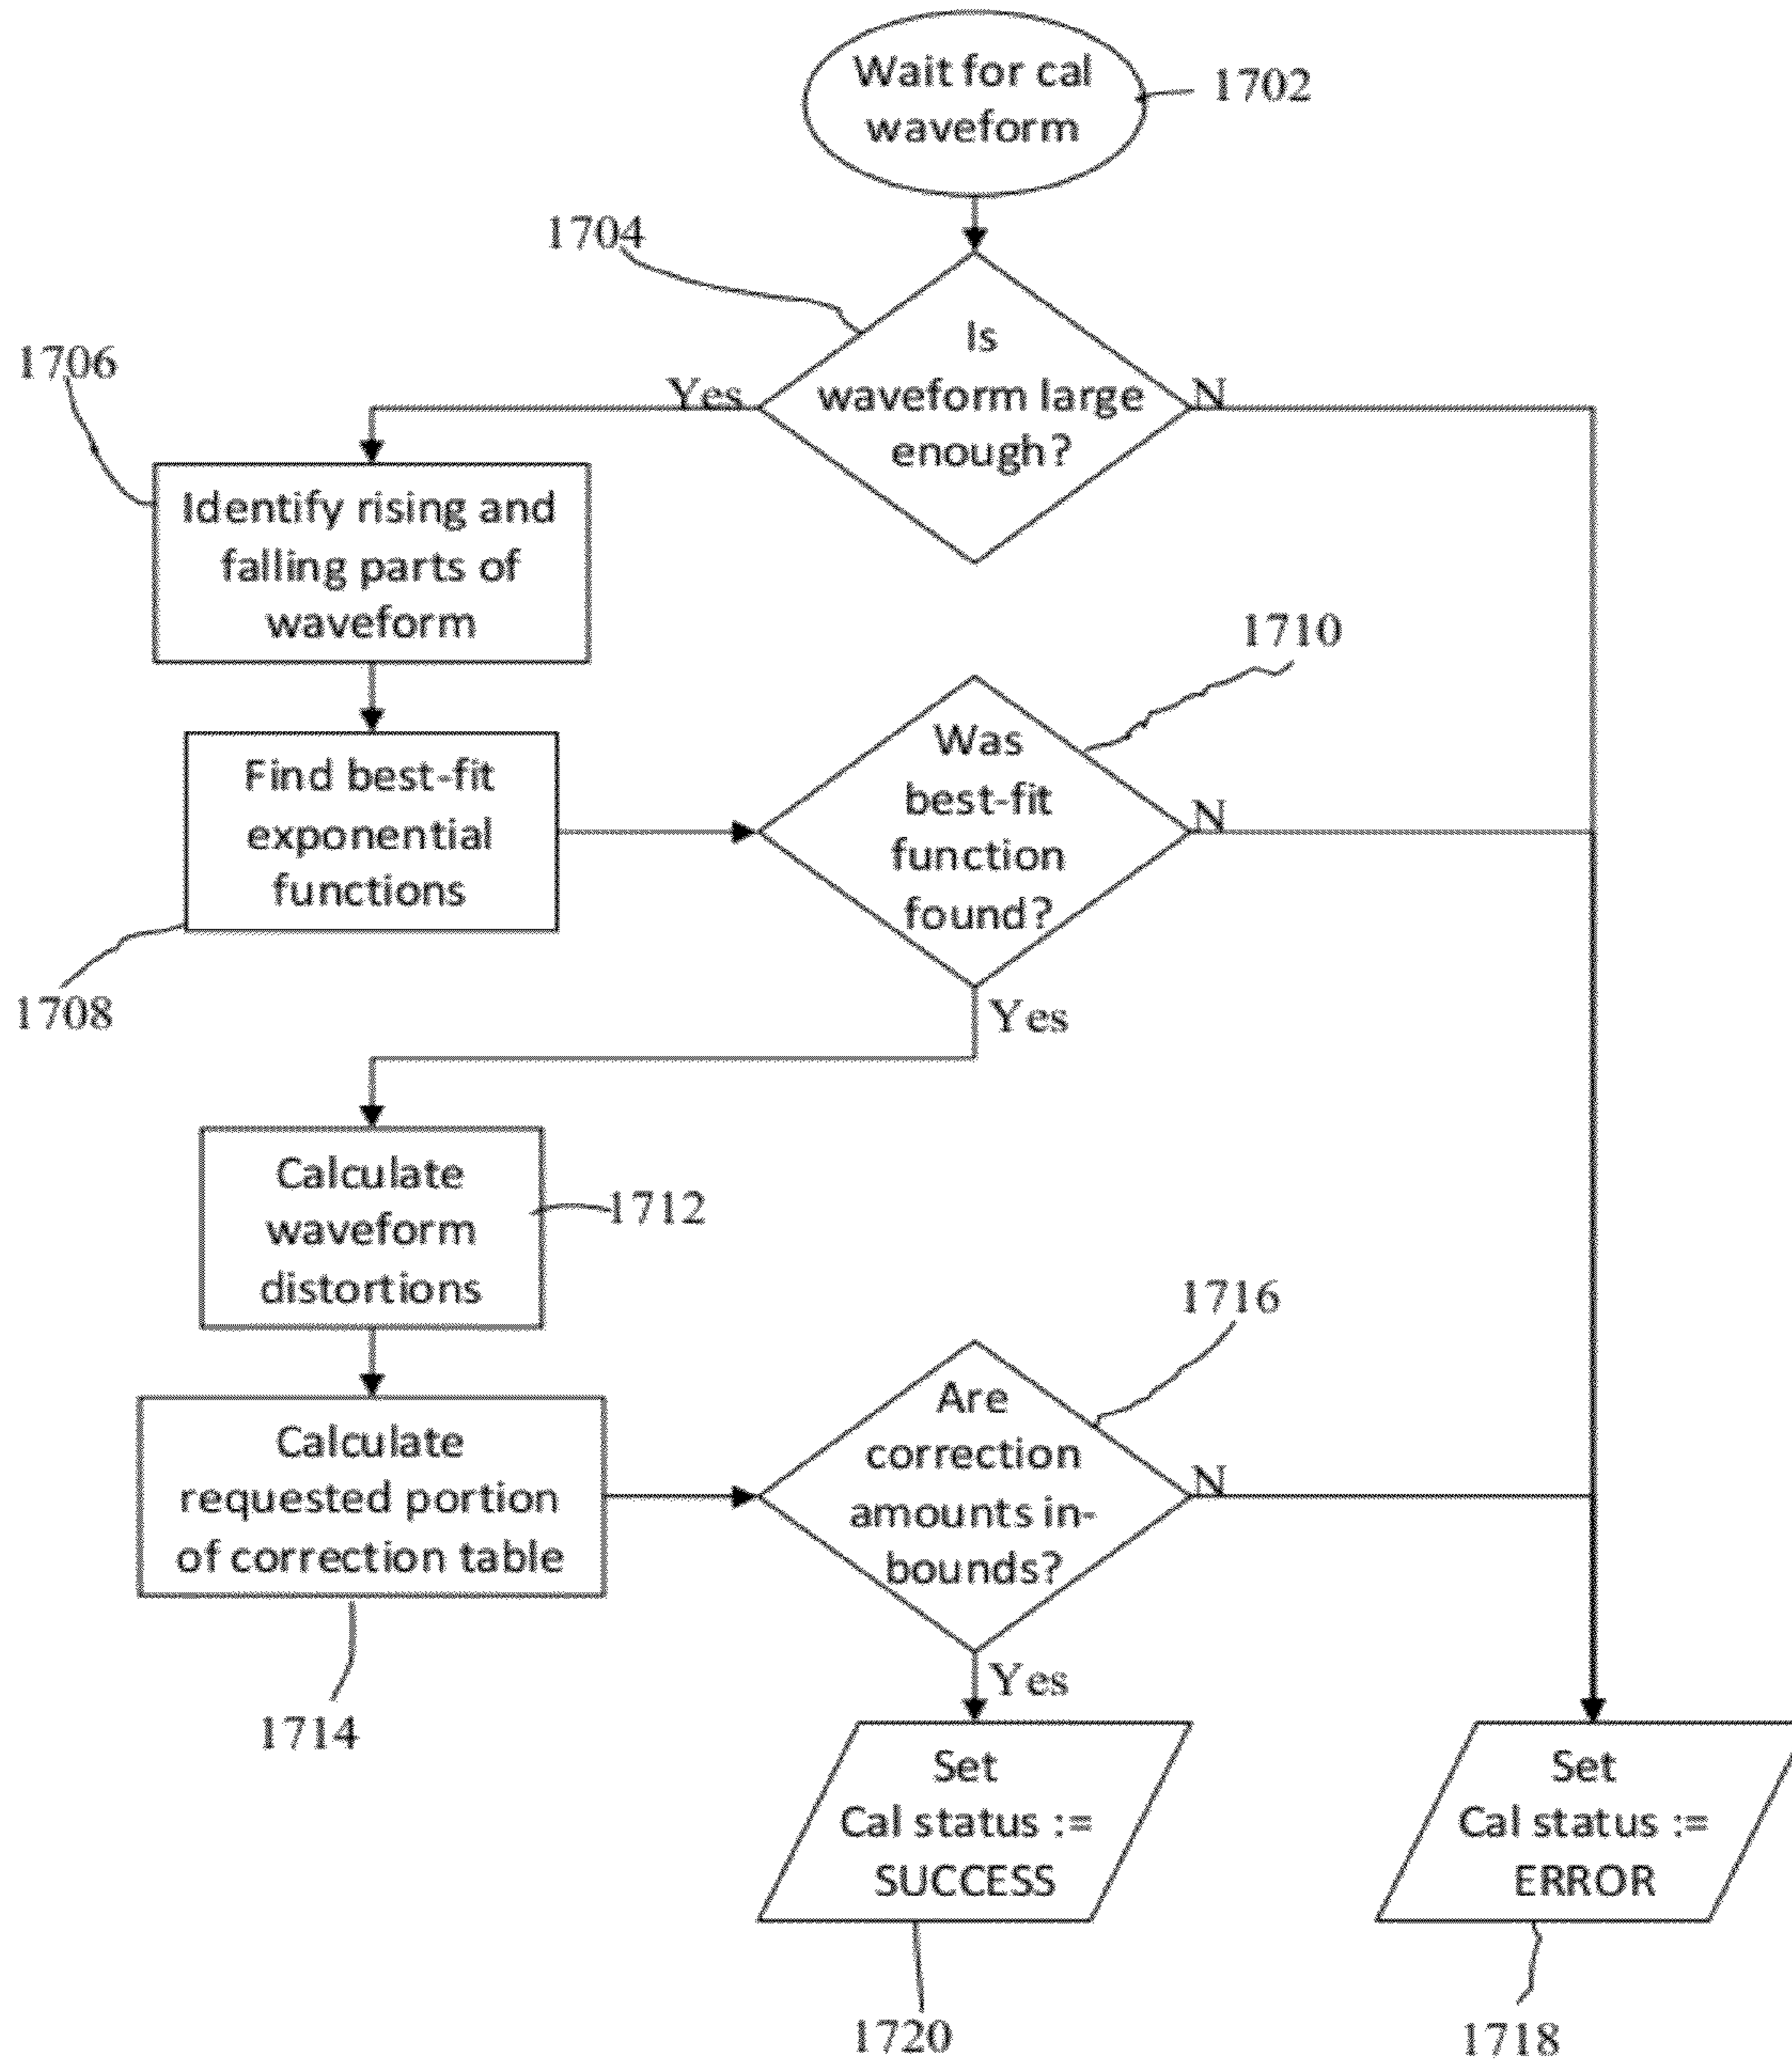 Wait for cal
waveform
1702
1704
Is
waveform large
enough?
Yes
N
1706
Identify rising and
falling parts of
waveform
1710
Find best-fit
exponential
functions
1708
Was
best-fit
function
found?
N
Yes
Calculate
waveform
distortions
1712
1716
Calculate
requested portion
of correction table
1714
Are
correction
amounts in-
bounds?
N
Yes
Set
Cal status :=
SUCCESS
1720
Set
Cal status :=
ERROR
1718